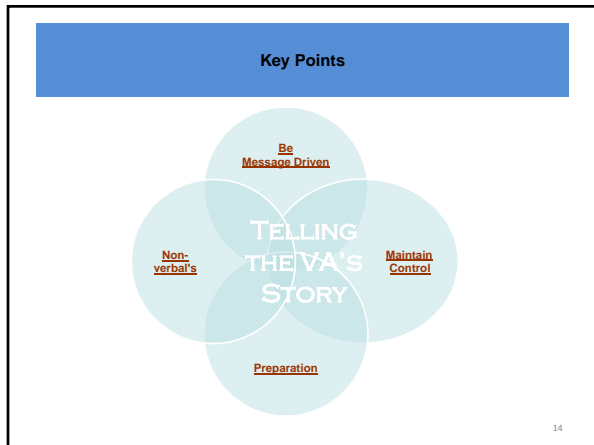 Key Points
Be
Message Driven
TELLING
THE VA'S
STORY
Non-
verbal's
Maintain
Control
Preparation
14